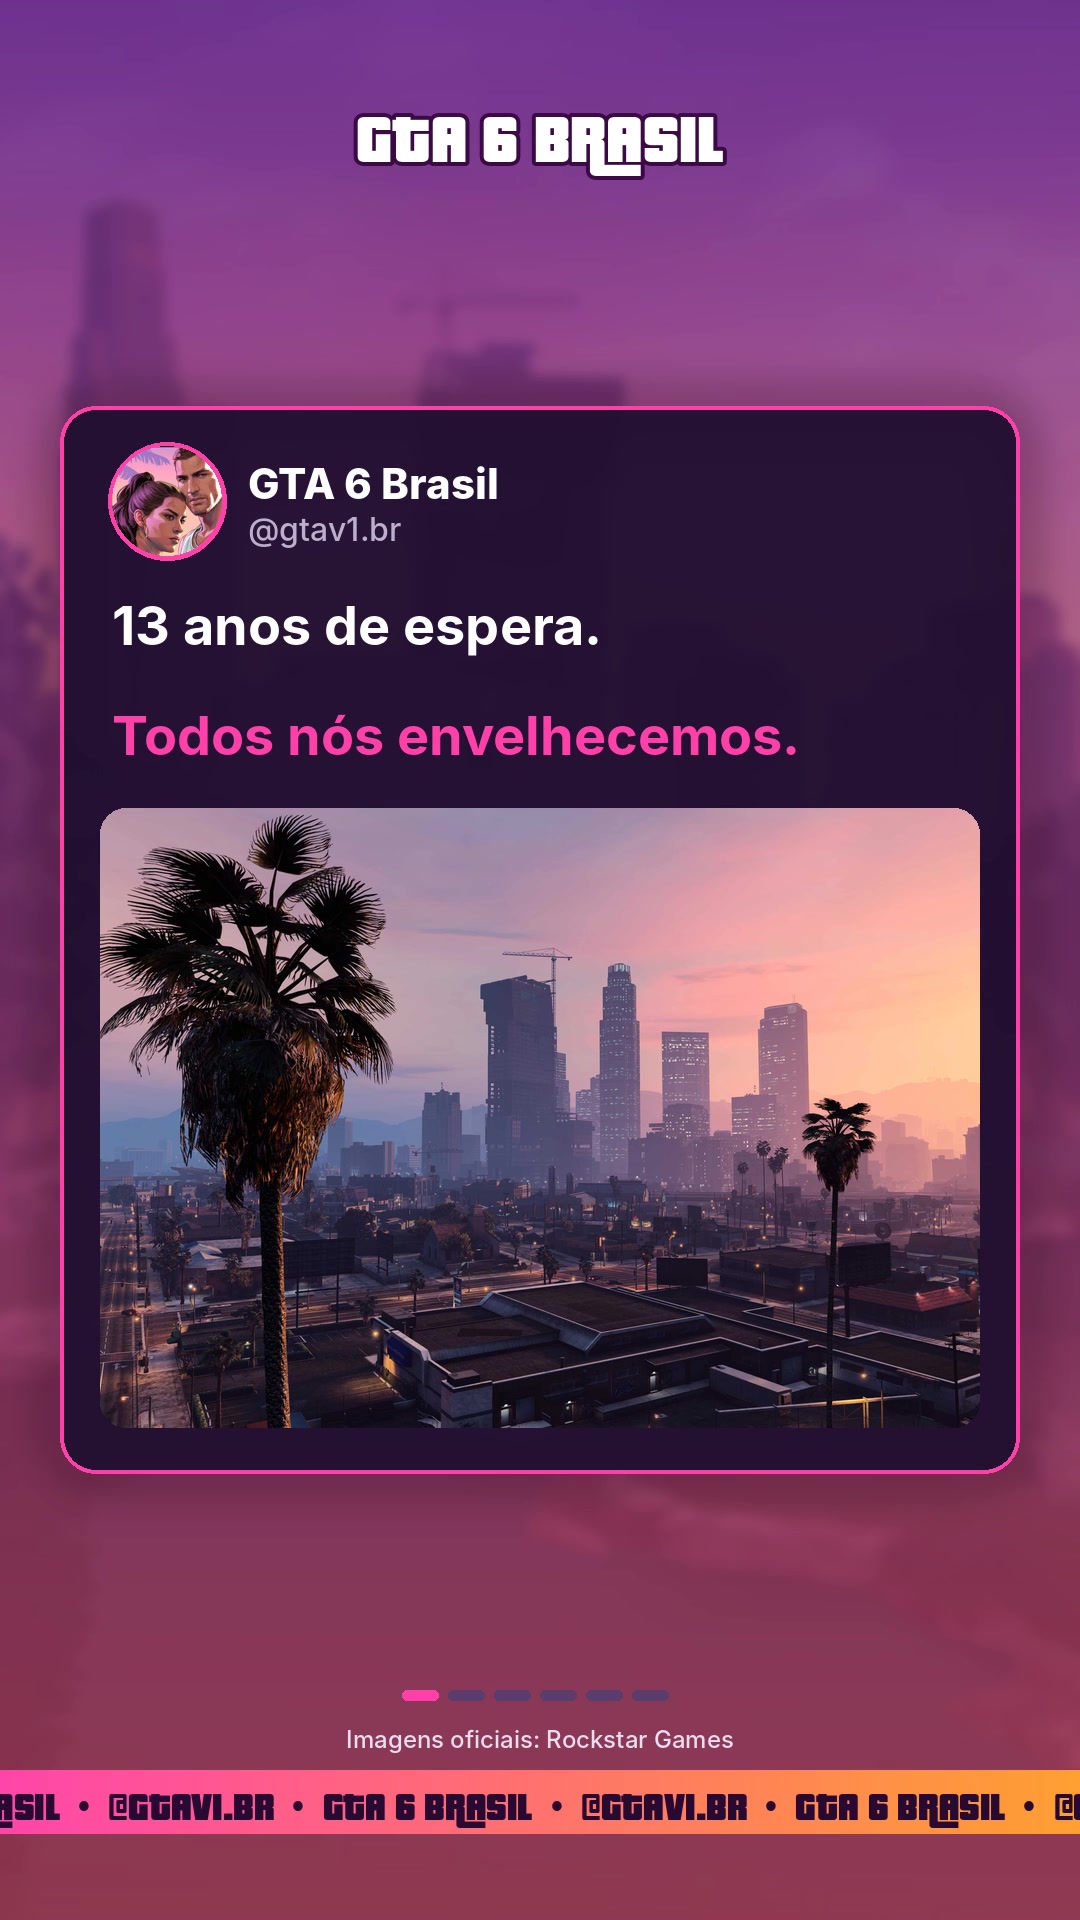 GTA 6 BRASIL
GTA 6 Brasil
@gtav1.br
13 anos de espera.
Todos nós envelhecemos.
Imagens oficiais: Rockstar Games
ASIL • @GTAVI.BR • GTA 6 BRASIL • @GTAVI.BR • GTA 6 BRASIL • @